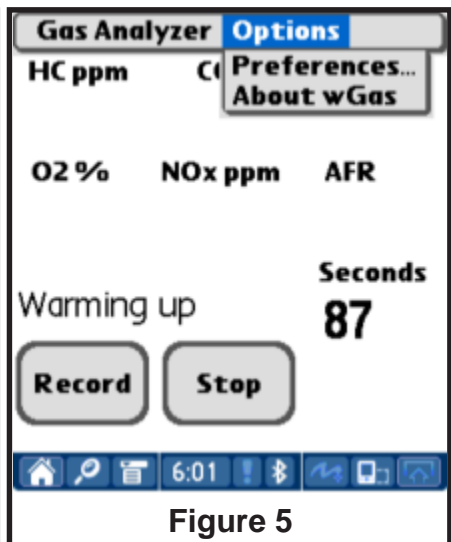 Gas Analyzer Options
Preferences...
About wGas
HC ppm
O2 % NOx ppm AFR
Seconds
Warming up 87
Record Stop
6:01
Figure 5